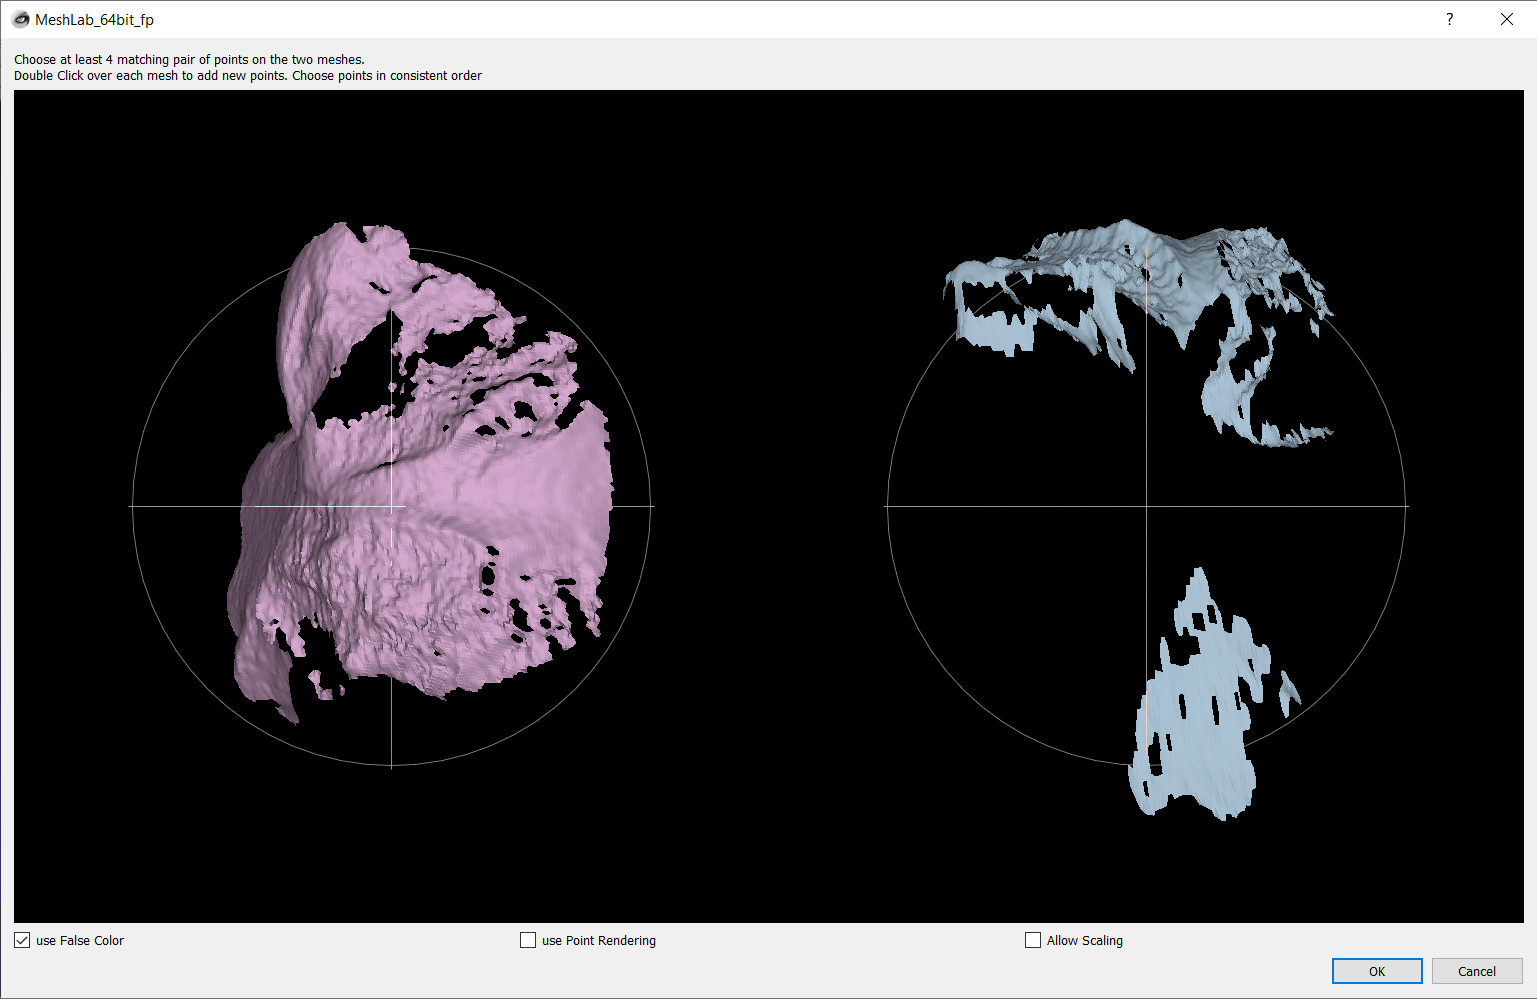 MeshLab_64bit_fp
Choose at least 4 matching pair of points on the two meshes.
Double Click over each mesh to add new points. Choose points in consistent order
use False Color
use Point Rendering
Allow Scaling
OK
Cancel